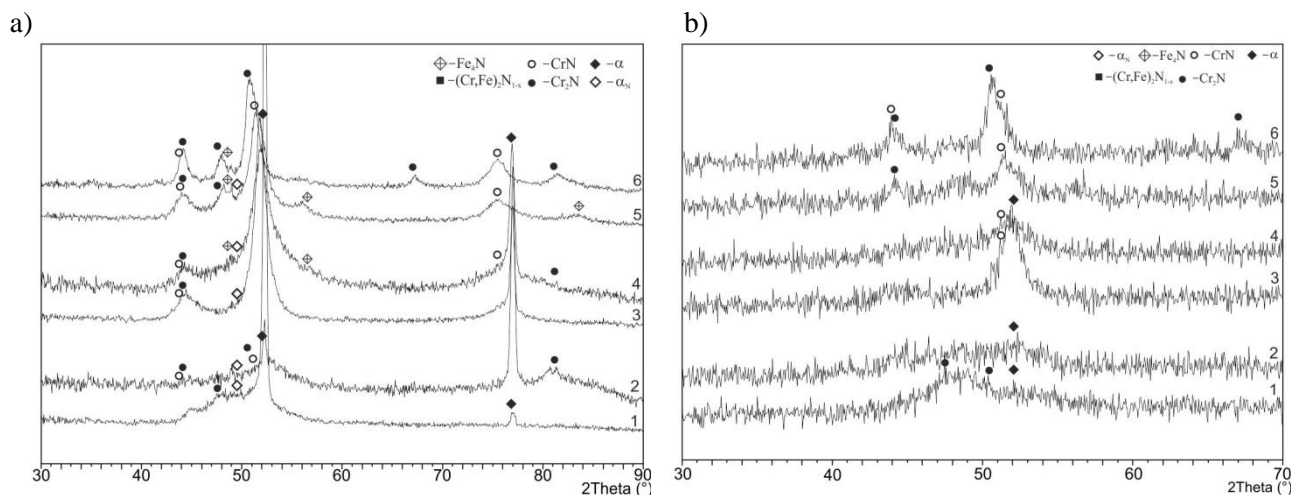 a)
–Fe₄N –CrN –α
–(Cr,Fe)₂N₁₋ₓ –Cr₂N –α_N
6
5
4
3
2
1
30 40 50 60 70 80 90
2Theta (°)
b)
–α_N –Fe₄N –CrN –α
–(Cr,Fe)₂N₁₋ₓ –Cr₂N
6
5
4
3
2
1
30 40 50 60 70
2Theta (°)